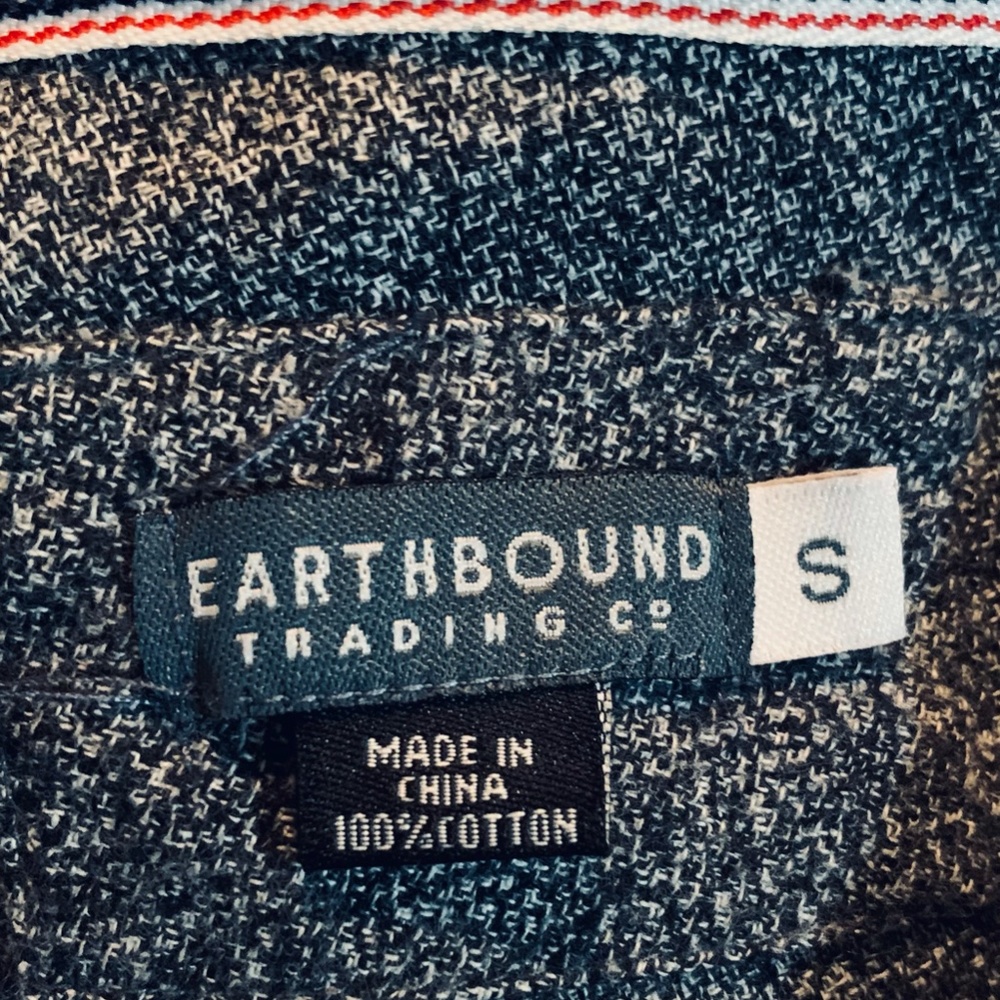 EARTHBOUND
TRADING Cº
S
MADE IN
CHINA
100% COTTON